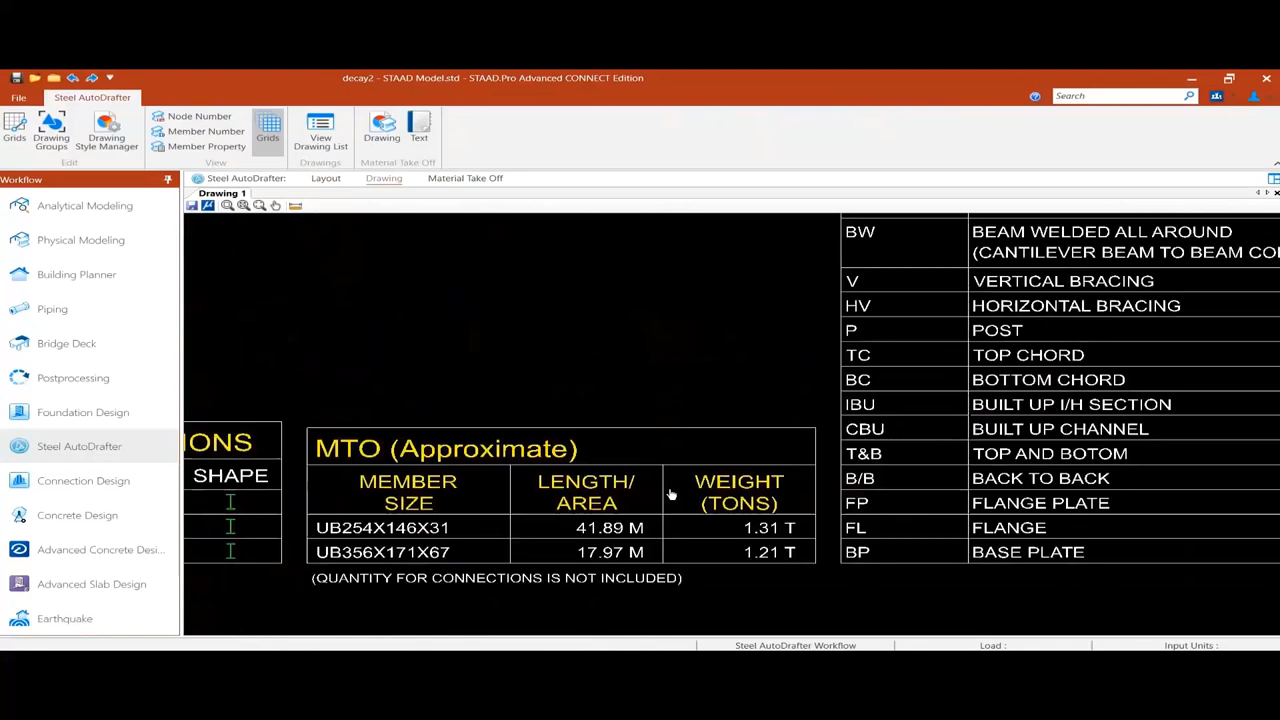 decay2 - STAAD Model.std - STAAD.Pro Advanced CONNECT Edition
File
Steel AutoDrafter
Search
Grids
Drawing Groups
Drawing Style Manager
Edit
Node Number
Member Number
Member Property
Grids
View
View Drawing List
Drawings
Drawing
Text
Material Take Off
Workflow
Steel AutoDrafter:
Layout
Drawing
Material Take Off
Drawing 1
Analytical Modeling
Physical Modeling
Building Planner
Piping
Bridge Deck
Postprocessing
Foundation Design
Steel AutoDrafter
Connection Design
Concrete Design
Advanced Concrete Desi...
Advanced Slab Design
Earthquake
IONS
SHAPE
MTO (Approximate)
MEMBER SIZE
LENGTH/ AREA
WEIGHT (TONS)
UB254X146X31 41.89 M 1.31 T
UB356X171X67 17.97 M 1.21 T
(QUANTITY FOR CONNECTIONS IS NOT INCLUDED)
BW BEAM WELDED ALL AROUND
(CANTILEVER BEAM TO BEAM CO
V VERTICAL BRACING
HV HORIZONTAL BRACING
P POST
TC TOP CHORD
BC BOTTOM CHORD
IBU BUILT UP I/H SECTION
CBU BUILT UP CHANNEL
T&B TOP AND BOTOM
B/B BACK TO BACK
FP FLANGE PLATE
FL FLANGE
BP BASE PLATE
Steel AutoDrafter Workflow
Load :
Input Units :